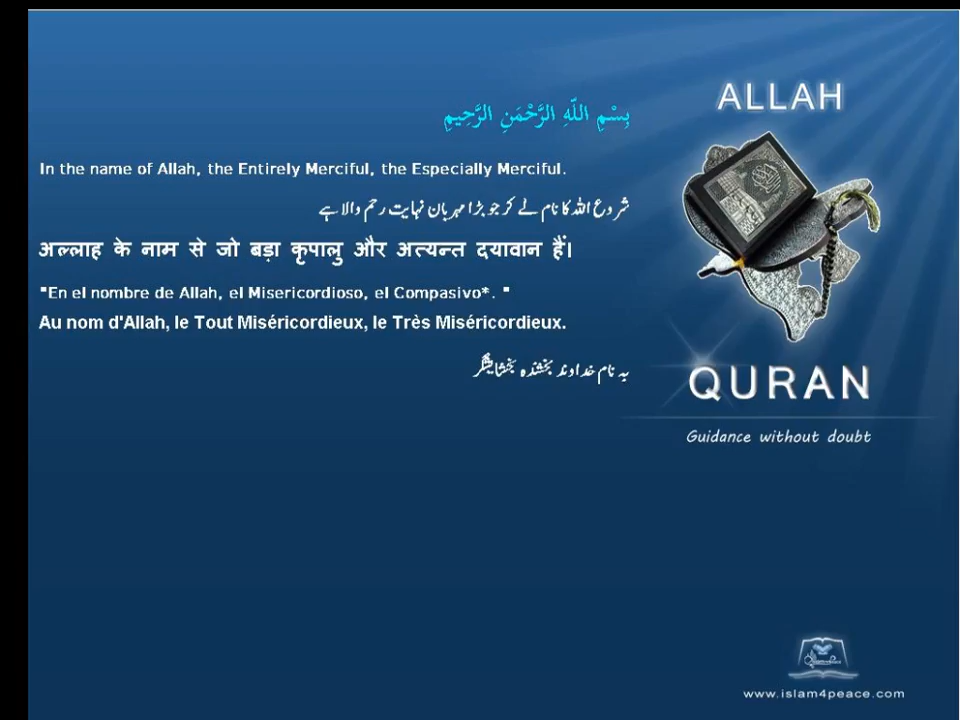 بِسْمِ اللَّهِ الرَّحْمَنِ الرَّحِيمِ
In the name of Allah, the Entirely Merciful, the Especially Merciful.
شروع الله کا نام لے کر جو بڑا مہربان نہایت رحم والا ہے
अल्लाह के नाम से जो बड़ा कृपालु और अत्यन्त दयावान हैं।
"En el nombre de Allah, el Misericordioso, el Compasivo*. "
Au nom d'Allah, le Tout Miséricordieux, le Très Miséricordieux.
به نام خداوند بخشنده بخشایشگر
ALLAH
QURAN
Guidance without doubt
www.islam4peace.com